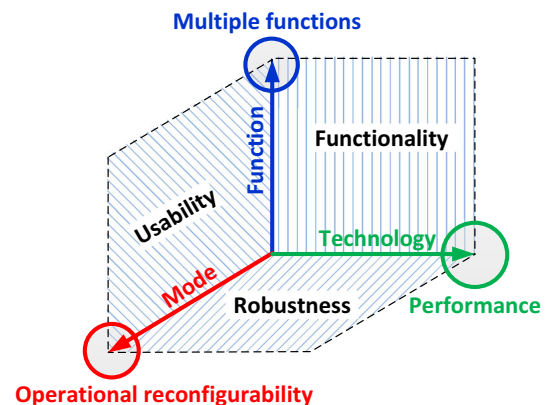 Multiple functions
Function
Functionality
Usability
Technology
Mode
Robustness
Performance
Operational reconfigurability